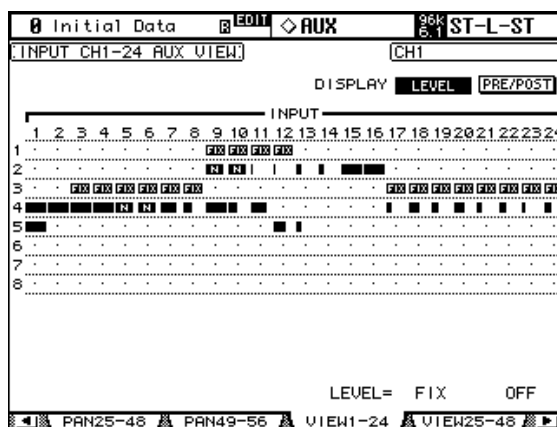 0 Initial Data EDIT AUX 96k 6.1 ST-L-ST
INPUT CH1-24 AUX VIEW CH1
DISPLAY LEVEL PRE/POST
INPUT
1 2 3 4 5 6 7 8 9 10 11 12 13 14 15 16 17 18 19 20 21 22 23 24
1 FIX FIX FIX FIX
2 N N
3 FIX FIX FIX FIX FIX FIX FIX FIX FIX FIX FIX FIX FIX FIX
4 N N
5
6
7
8
LEVEL= FIX OFF
PAN25-48 PAN49-56 VIEW1-24 VIEW25-48